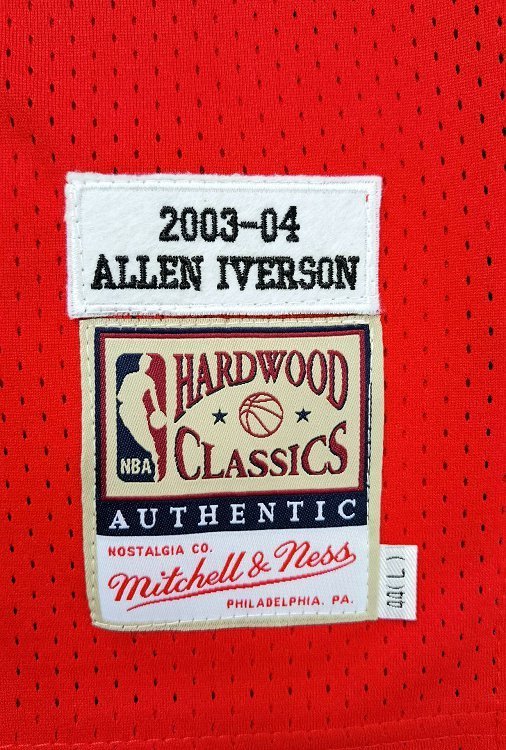 2003-04
ALLEN IVERSON
HARDWOOD
CLASSICS
NBA
AUTHENTIC
NOSTALGIA CO.
Mitchell & Ness
PHILADELPHIA, PA.
44(L)